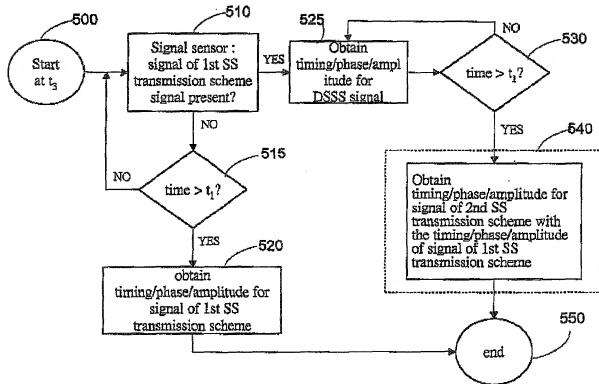 500
Start
at t3
510
Signal sensor :
signal of 1st SS
transmission scheme
signal present?
YES
525
Obtain
timing/phase/ampl
itude for
DSSS signal
NO
530
time > t1?
YES
540
Obtain
timing/phase/amplitude for
signal of 2nd SS
transmission scheme with
the timing/phase/amplitude
of signal of 1st SS
transmission scheme
NO
515
NO
time > t1?
YES
520
obtain
timing/phase/amplitude for
signal of 1st SS
transmission scheme
end
550